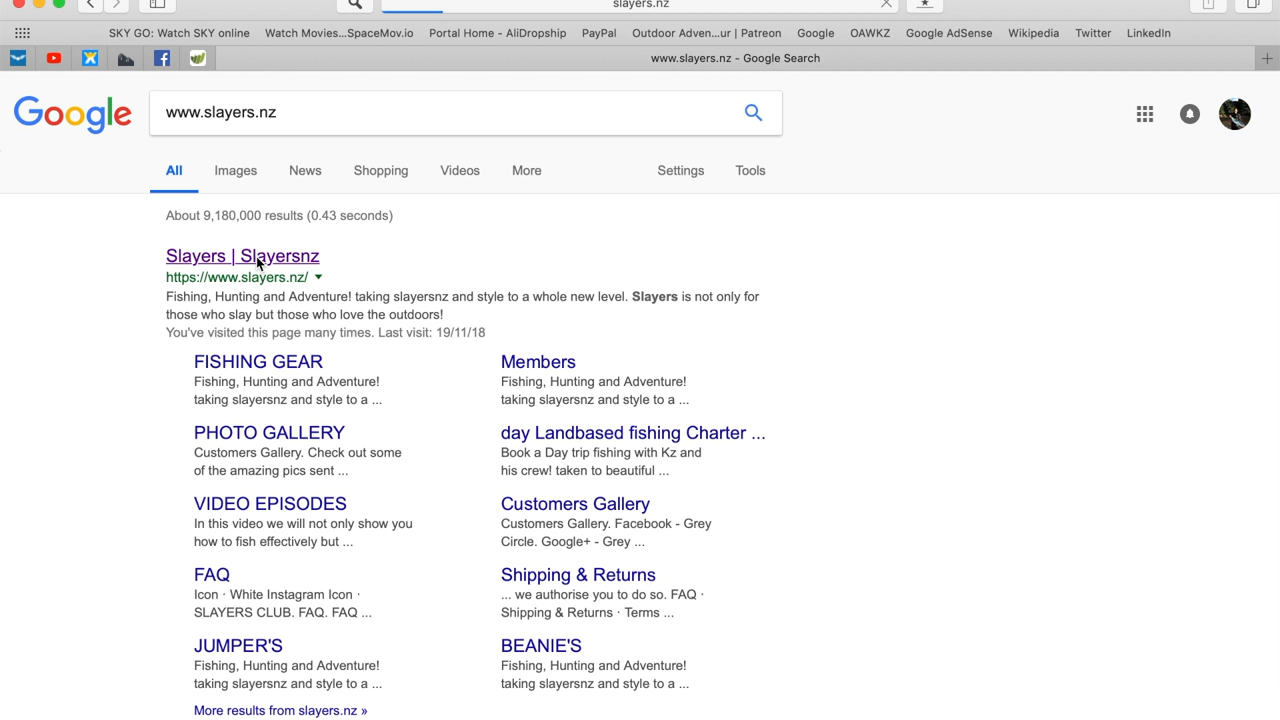 slayers.nz
SKY GO: Watch SKY online Watch Movies...SpaceMov.io Portal Home - AliDropship PayPal Outdoor Adven...ur | Patreon Google OAWKZ Google AdSense Wikipedia Twitter LinkedIn
www.slayers.nz - Google Search
Google www.slayers.nz
All Images News Shopping Videos More Settings Tools
About 9,180,000 results (0.43 seconds)
Slayers | Slayersnz
https://www.slayers.nz/
Fishing, Hunting and Adventure! taking slayersnz and style to a whole new level. Slayers is not only for
those who slay but those who love the outdoors!
You've visited this page many times. Last visit: 19/11/18
FISHING GEAR
Fishing, Hunting and Adventure!
taking slayersnz and style to a ...
Members
Fishing, Hunting and Adventure!
taking slayersnz and style to a ...
PHOTO GALLERY
Customers Gallery. Check out some
of the amazing pics sent ...
day Landbased fishing Charter ...
Book a Day trip fishing with Kz and
his crew! taken to beautiful ...
VIDEO EPISODES
In this video we will not only show you
how to fish effectively but ...
Customers Gallery
Customers Gallery. Facebook - Grey
Circle. Google+ - Grey ...
FAQ
Icon · White Instagram Icon ·
SLAYERS CLUB. FAQ. FAQ ...
Shipping & Returns
... we authorise you to do so. FAQ ·
Shipping & Returns · Terms ...
JUMPER'S
Fishing, Hunting and Adventure!
taking slayersnz and style to a ...
BEANIE'S
Fishing, Hunting and Adventure!
taking slayersnz and style to a ...
More results from slayers.nz »